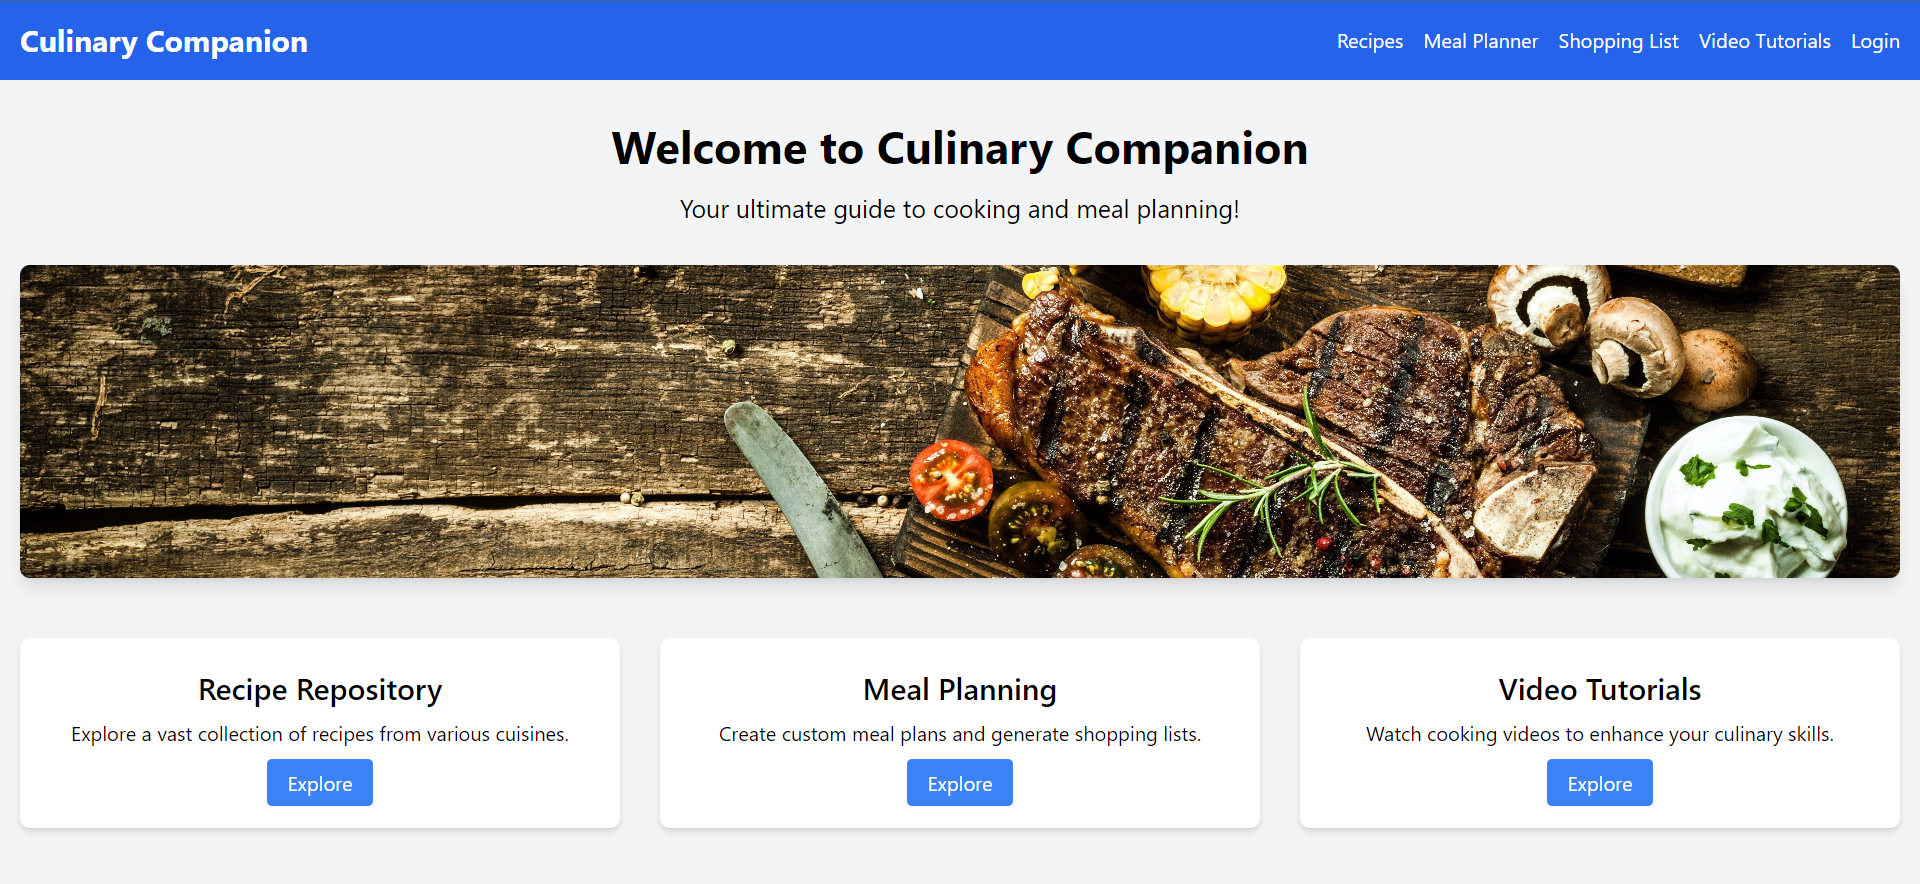 Culinary Companion
Recipes Meal Planner Shopping List Video Tutorials Login
Welcome to Culinary Companion
Your ultimate guide to cooking and meal planning!
Recipe Repository
Explore a vast collection of recipes from various cuisines.
Explore
Meal Planning
Create custom meal plans and generate shopping lists.
Explore
Video Tutorials
Watch cooking videos to enhance your culinary skills.
Explore